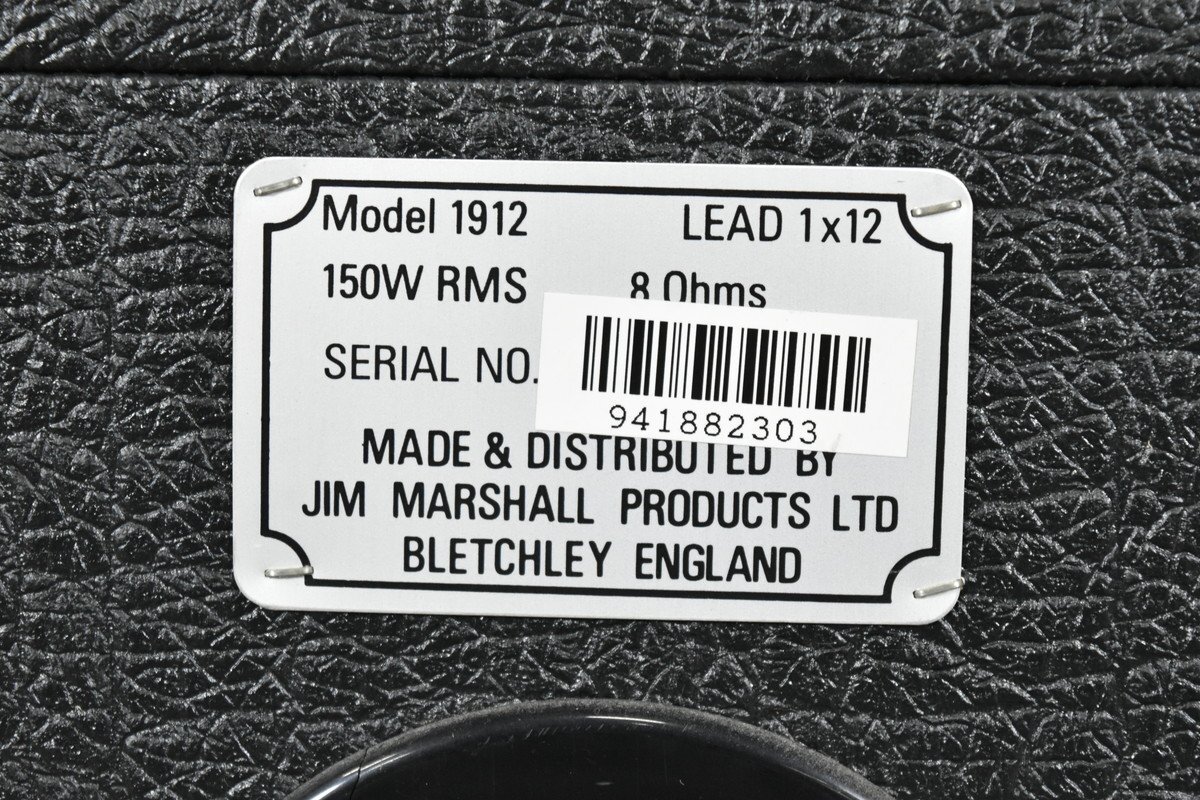 Model 1912 LEAD 1x12
150W RMS 8 Ohms
SERIAL NO.
941882303
MADE & DISTRIBUTED BY
JIM MARSHALL PRODUCTS LTD
BLETCHLEY ENGLAND